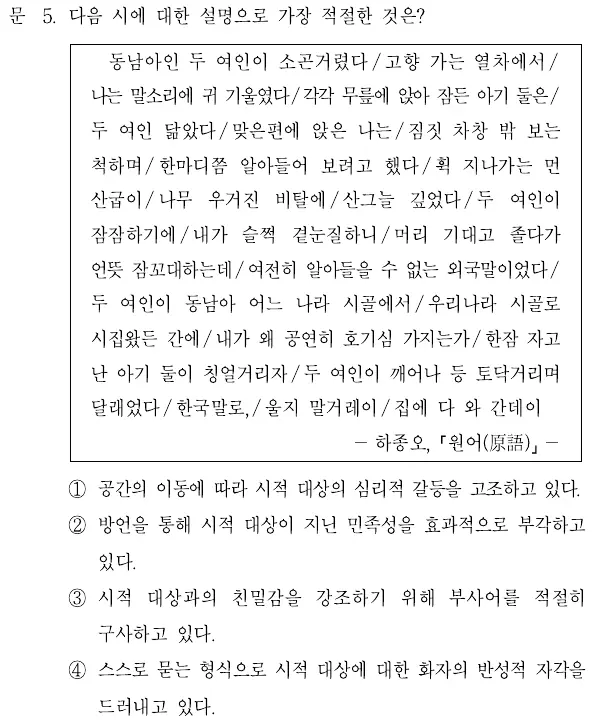 문 5. 다음 시에 대한 설명으로 가장 적절한 것은?
동남아인 두 여인이 소곤거렸다/고향 가는 열차에서/
나는 말소리에 귀 기울였다/각각 무릎에 앉아 잠든 아기 둘은/
두 여인 닮았다/맞은편에 앉은 나는/짐짓 차창 밖 보는
척하며/한마디쯤 알아들어 보려고 했다/휙 지나가는 먼
산굽이/나무 우거진 비탈에/산그늘 깊었다/두 여인이
잠잠하기에/내가 슬쩍 곁눈질하니/머리 기대고 졸다가
언뜻 잠꼬대하는데/여전히 알아들을 수 없는 외국말이었다/
두 여인이 동남아 어느 나라 시골에서/우리나라 시골로
시집왔든 간에/내가 왜 공연히 호기심 가지는가/한잠 자고
난 아기 둘이 칭얼거리자/두 여인이 깨어나 등 토닥거리며
달래었다/한국말로,/울지 말거레이/집에 다 와 간데이
- 하종오, 「원어(原語)」 -
① 공간의 이동에 따라 시적 대상의 심리적 갈등을 고조하고 있다.
② 방언을 통해 시적 대상이 지닌 민족성을 효과적으로 부각하고
있다.
③ 시적 대상과의 친밀감을 강조하기 위해 부사어를 적절히
구사하고 있다.
④ 스스로 묻는 형식으로 시적 대상에 대한 화자의 반성적 자각을
드러내고 있다.